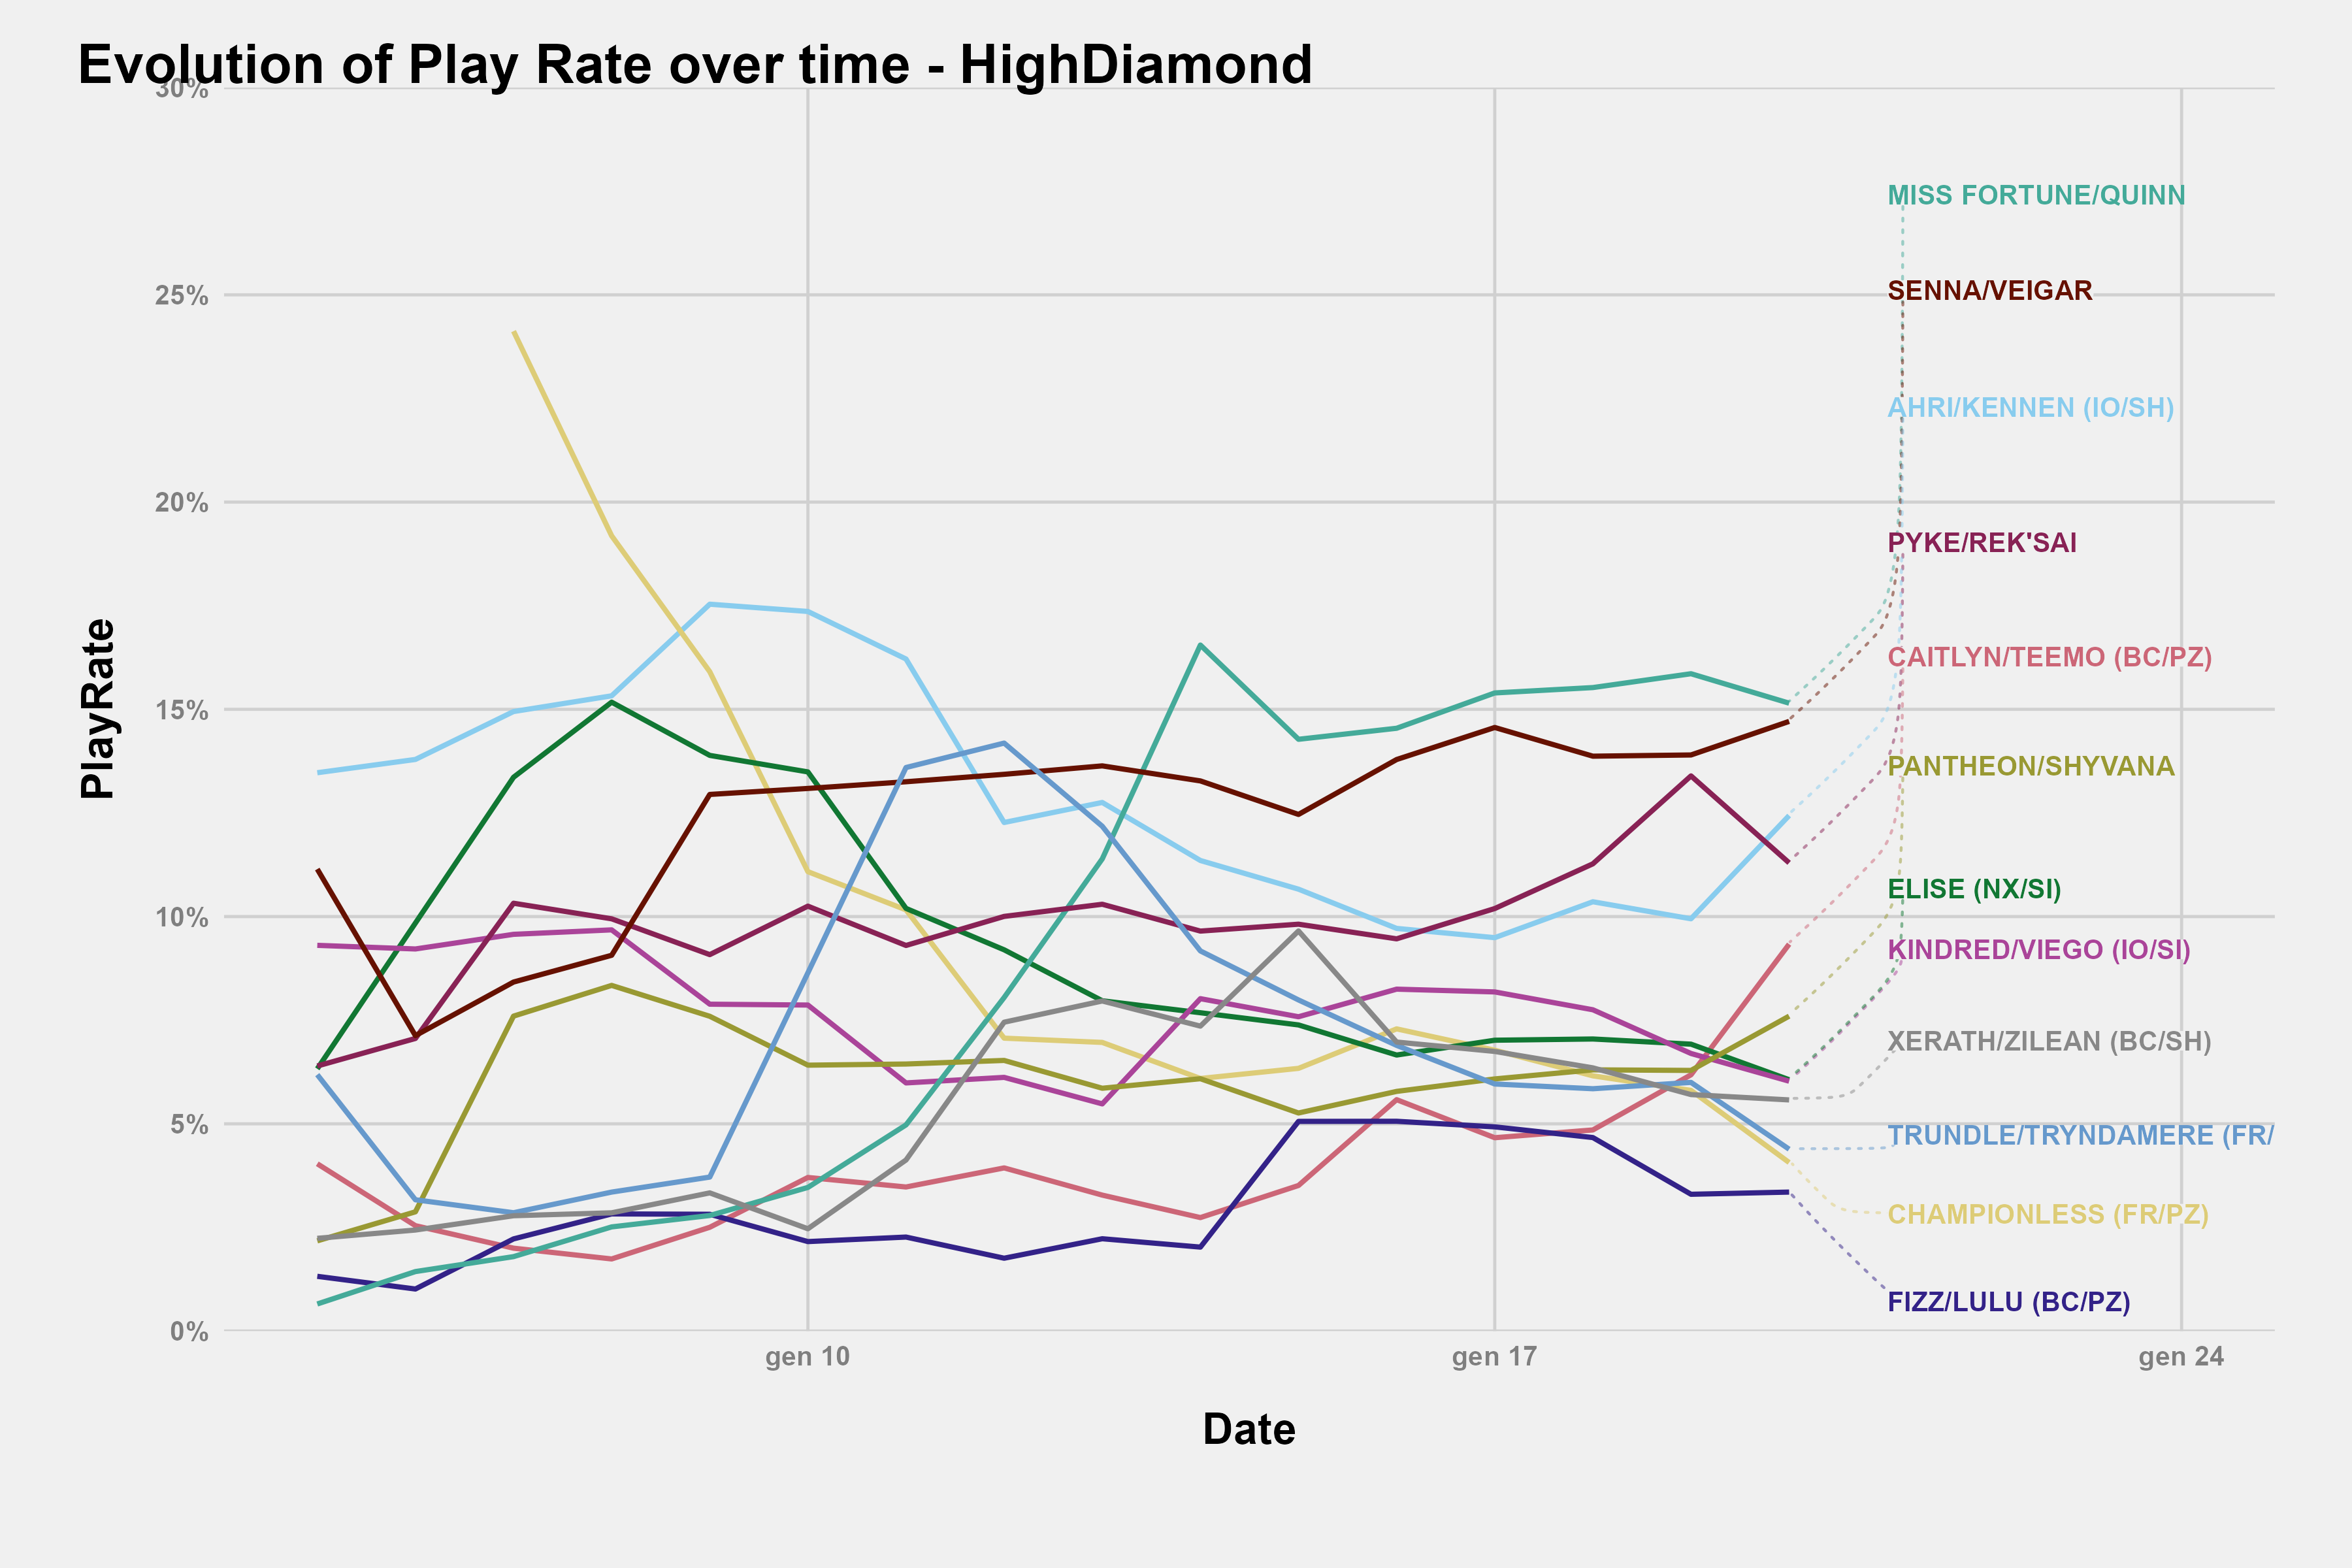 Evolution of Play Rate over time - HighDiamond
30%
25%
20%
15%
10%
5%
0%
PlayRate
MISS FORTUNE/QUINN
SENNA/VEIGAR
AHRI/KENNEN (IO/SH)
PYKE/REK'SAI
CAITLYN/TEEMO (BC/PZ)
PANTHEON/SHYVANA
ELISE (NX/SI)
KINDRED/VIEGO (IO/SI)
XERATH/ZILEAN (BC/SH)
TRUNDLE/TRYNDAMERE (FR/
CHAMPIONLESS (FR/PZ)
FIZZ/LULU (BC/PZ)
gen 10
gen 17
gen 24
Date